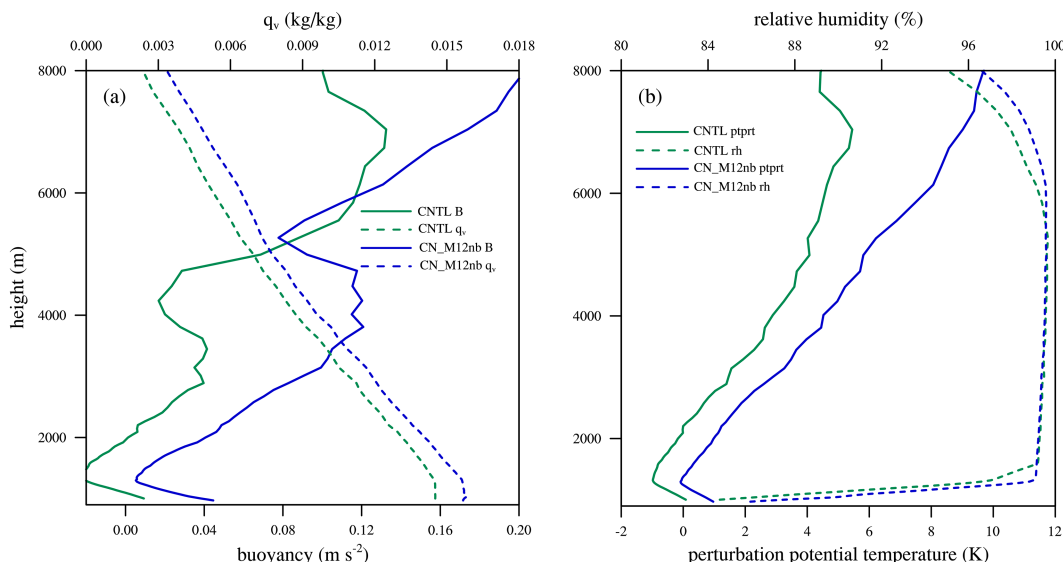 q_v (kg/kg)
0.000 0.003 0.006 0.009 0.012 0.015 0.018
8000
6000
4000
2000
height (m)
(a)
CNTL B
CNTL q_v
CN_M12nb B
CN_M12nb q_v
0.00 0.04 0.08 0.12 0.16 0.20
buoyancy (m s⁻²)
relative humidity (%)
80 84 88 92 96 100
8000
6000
4000
2000
(b)
CNTL ptprt
CNTL rh
CN_M12nb ptprt
CN_M12nb rh
-2 0 2 4 6 8 10 12
perturbation potential temperature (K)